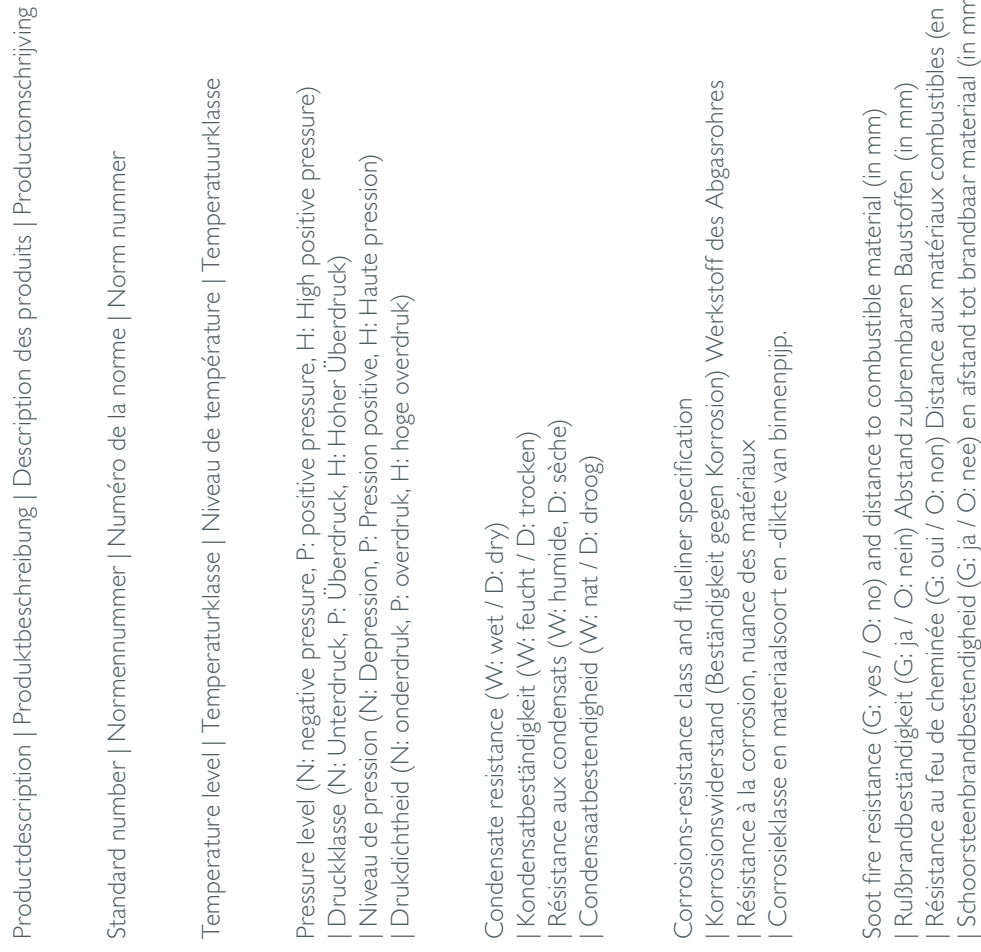 Productdescription | Produktbeschreibung | Description des produits | Productomschrijving
Standard number | Normennummer | Numéro de la norme | Norm nummer
Temperature level | Temperaturklasse | Niveau de température | Temperatuurklasse
Pressure level (N: negative pressure, P: positive pressure, H: High positive pressure)
| Druckklasse (N: Unterdruck, P: Überdruck, H: Hoher Überdruck)
| Niveau de pression (N: Depression, P: Pression positive, H: Haute pression)
| Drukdichtheid (N: onderdruk, P: overdruk, H: hoge overdruk)
Condensate resistance (W: wet / D: dry)
| Kondensatbeständigkeit (W: feucht / D: trocken)
| Résistance aux condensats (W: humide, D: sèche)
| Condensaatbestendigheid (W: nat / D: droog)
Corrosions-resistance class and flueliner specification
| Korrosionswiderstand (Beständigkeit gegen Korrosion) Werkstoff des Abgasrohres
| Résistance à la corrosion, nuance des matériaux
| Corrosieklasse en materiaalsoort en -dikte van binnenpijp.
Soot fire resistance (G: yes / O: no) and distance to combustible material (in mm)
| Rußbrandbeständigkeit (G: ja / O: nein) Abstand zubrennbaren Baustoffen (in mm)
| Résistance au feu de cheminée (G: oui / O: non) Distance aux matériaux combustibles (en
| Schoorsteenbrandbestendigheid (G: ja / O: nee) en afstand tot brandbaar materiaal (in mm